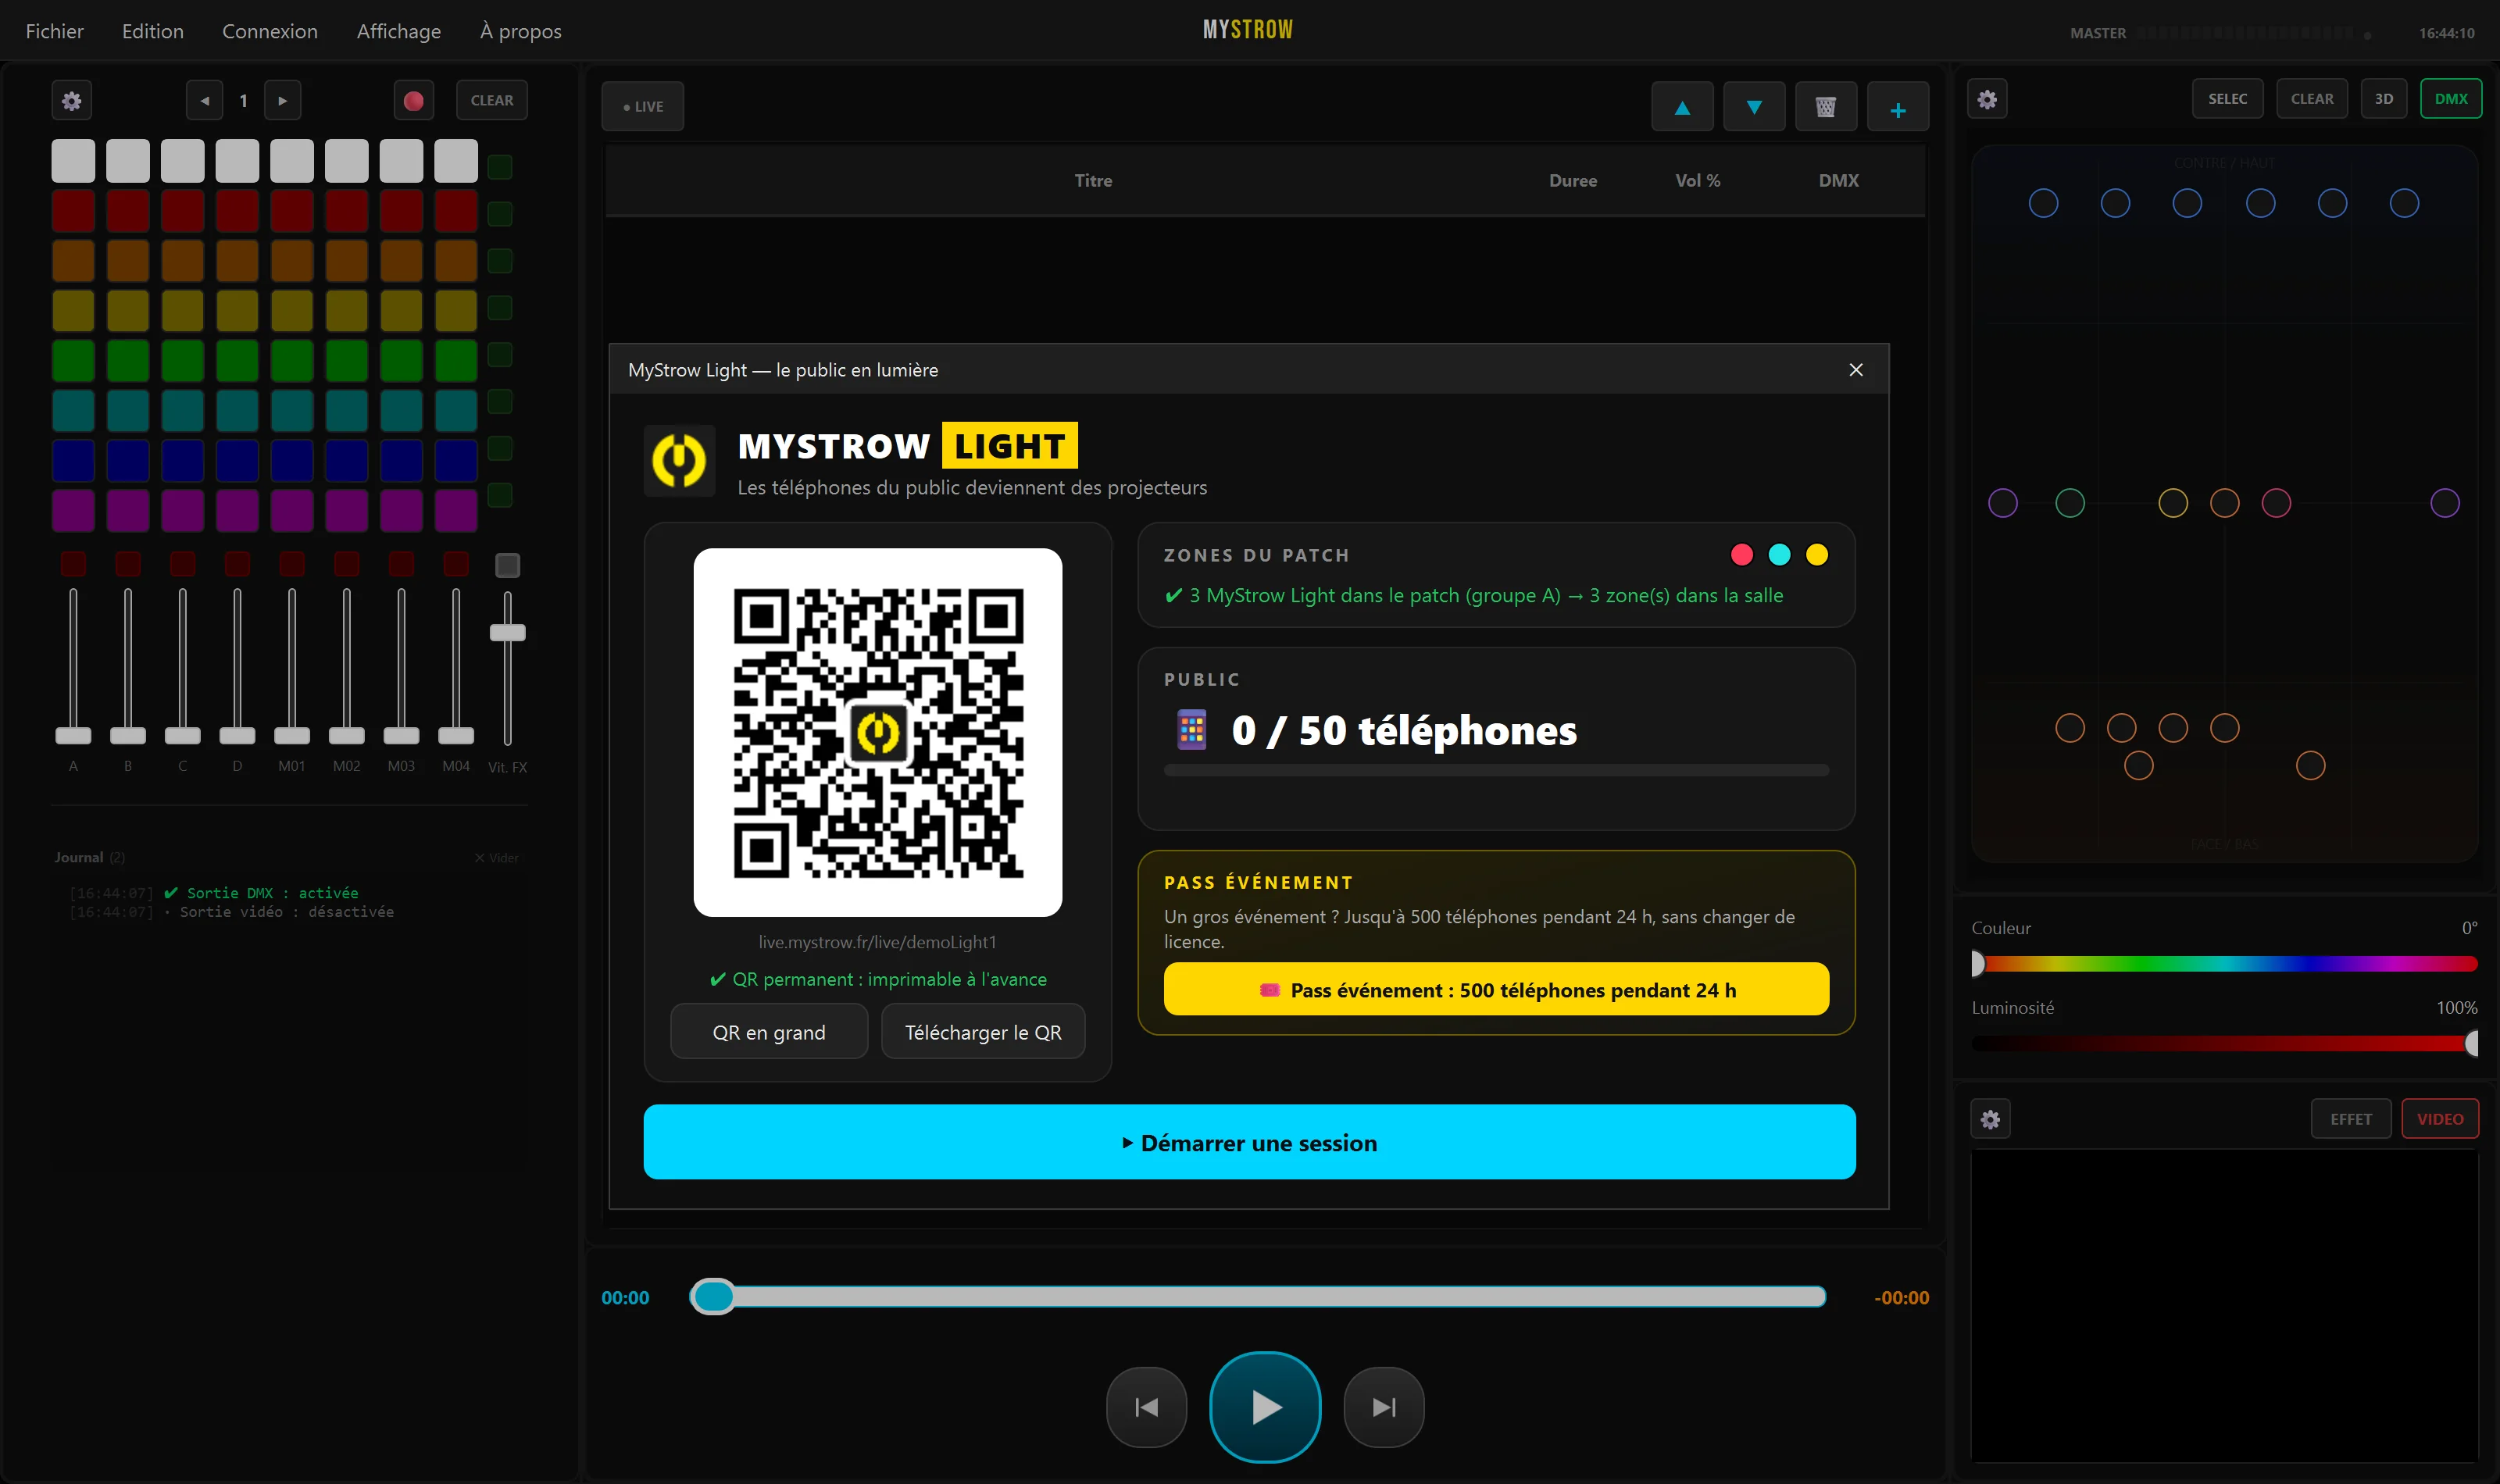 Fichier Edition Connexion Affichage À propos
MYSTROW
MASTER 16:44:10
1 CLEAR
● LIVE
SELEC CLEAR 3D DMX
Titre Duree Vol % DMX
CONTRE / HAUT
MyStrow Light — le public en lumière
MYSTROW LIGHT
Les téléphones du public deviennent des projecteurs
live.mystrow.fr/live/demoLight1
✔ QR permanent : imprimable à l'avance
QR en grand Télécharger le QR
ZONES DU PATCH
✔ 3 MyStrow Light dans le patch (groupe A) → 3 zone(s) dans la salle
PUBLIC
0 / 50 téléphones
PASS ÉVÉNEMENT
Un gros événement ? Jusqu'à 500 téléphones pendant 24 h, sans changer de
licence.
Pass événement : 500 téléphones pendant 24 h
Démarrer une session
A B C D M01 M02 M03 M04 Vit. FX
Journal (2) ✕ Vider
[16:44:07] ✔ Sortie DMX : activée
[16:44:07] • Sortie vidéo : désactivée
FACE / BAS
Couleur 0°
Luminosité 100%
EFFET VIDEO
00:00 -00:00